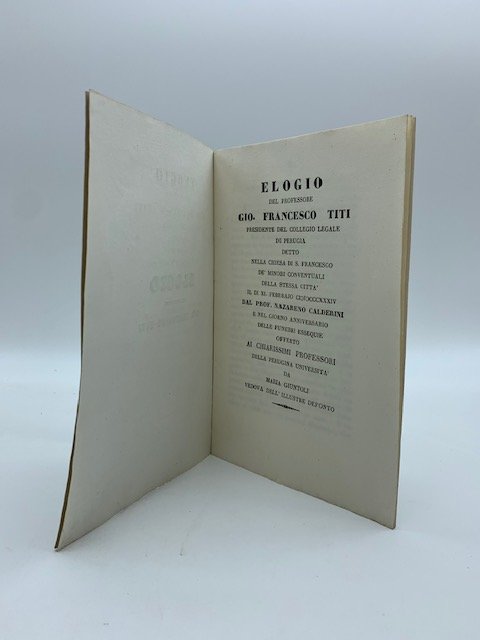 ELOGIO
DEL PROFESSORE
GIO. FRANCESCO TITI
PRESIDENTE DEL COLLEGIO LEGALE
DI PERUGIA
DETTO
NELLA CHIESA DI S. FRANCESCO
DE' MINORI CONVENTUALI
DELLA STESSA CITTA'
IL DI XI. FEBBRAJO
DAL PROF. NAZARENO CALDERINI
E NEL GIORNO ANNIVERSARIO
DELLE FUNEBRI ESSEQUIE
OFFERTO
AI CHIARISSIMI PROFESSORI
DELLA PERUGINA UNIVERSITA'
DA
MARIA GIUNTOLI
VEDOVA DELL' ILLUSTRE DEFONTO